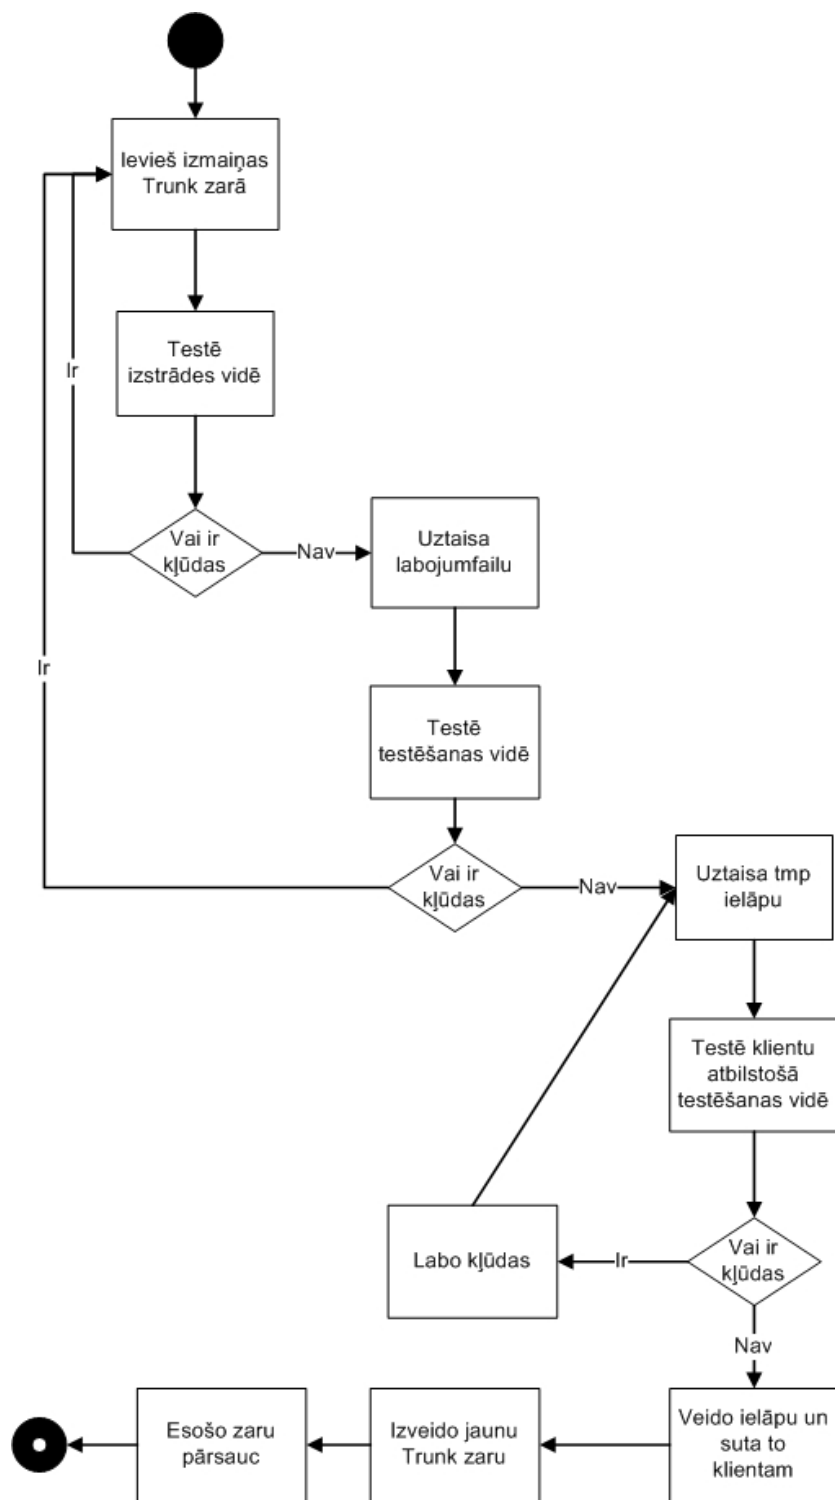 Ievieš izmaiņas
Trunk zarā
Testē
izstrādes vidē
Ir
Vai ir
kļūdas
Nav
Uztaisa
labojumfailu
Ir
Testē
testēšanas vidē
Vai ir
kļūdas
Nav
Uztaisa tmp
ielāpu
Testē klientu
atbilstošā
testēšanas vidē
Labo kļūdas
Ir
Vai ir
kļūdas
Nav
Esošo zaru
pārsauc
Izveido jaunu
Trunk zaru
Veido ielāpu un
suta to
klientam